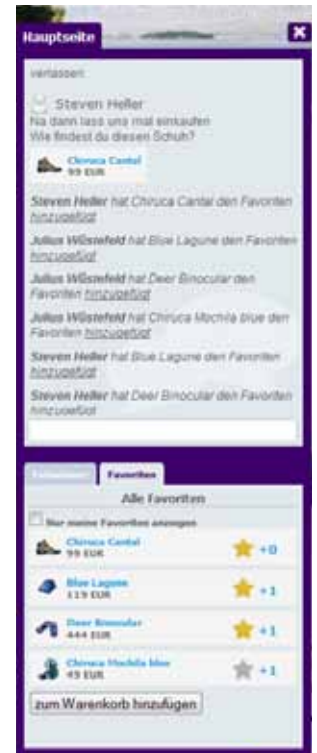 Hauptseite
verlassen
Steven Heller
Na dann lass uns mal einkaufen
Wie findest du diesen Schuh?
Chiruca Cantal
99 EUR
Steven Heller hat Chiruca Cantal den Favoriten
hinzugefügt
Julius Wüstefeld hat Blue Lagune den Favoriten
hinzugefügt
Julius Wüstefeld hat Deer Binocular den
Favoriten hinzugefügt
Julius Wüstefeld hat Chiruca Mochila blue den
Favoriten hinzugefügt
Steven Heller hat Blue Lagune den Favoriten
hinzugefügt
Steven Heller hat Deer Binocular den Favoriten
hinzugefügt
Favoriten
Alle Favoriten
Nur meine Favoriten anzeigen
Chiruca Cantal
99 EUR
+0
Blue Lagune
119 EUR
+1
Deer Binocular
444 EUR
+1
Chiruca Mochila blue
49 EUR
+1
zum Warenkorb hinzufügen